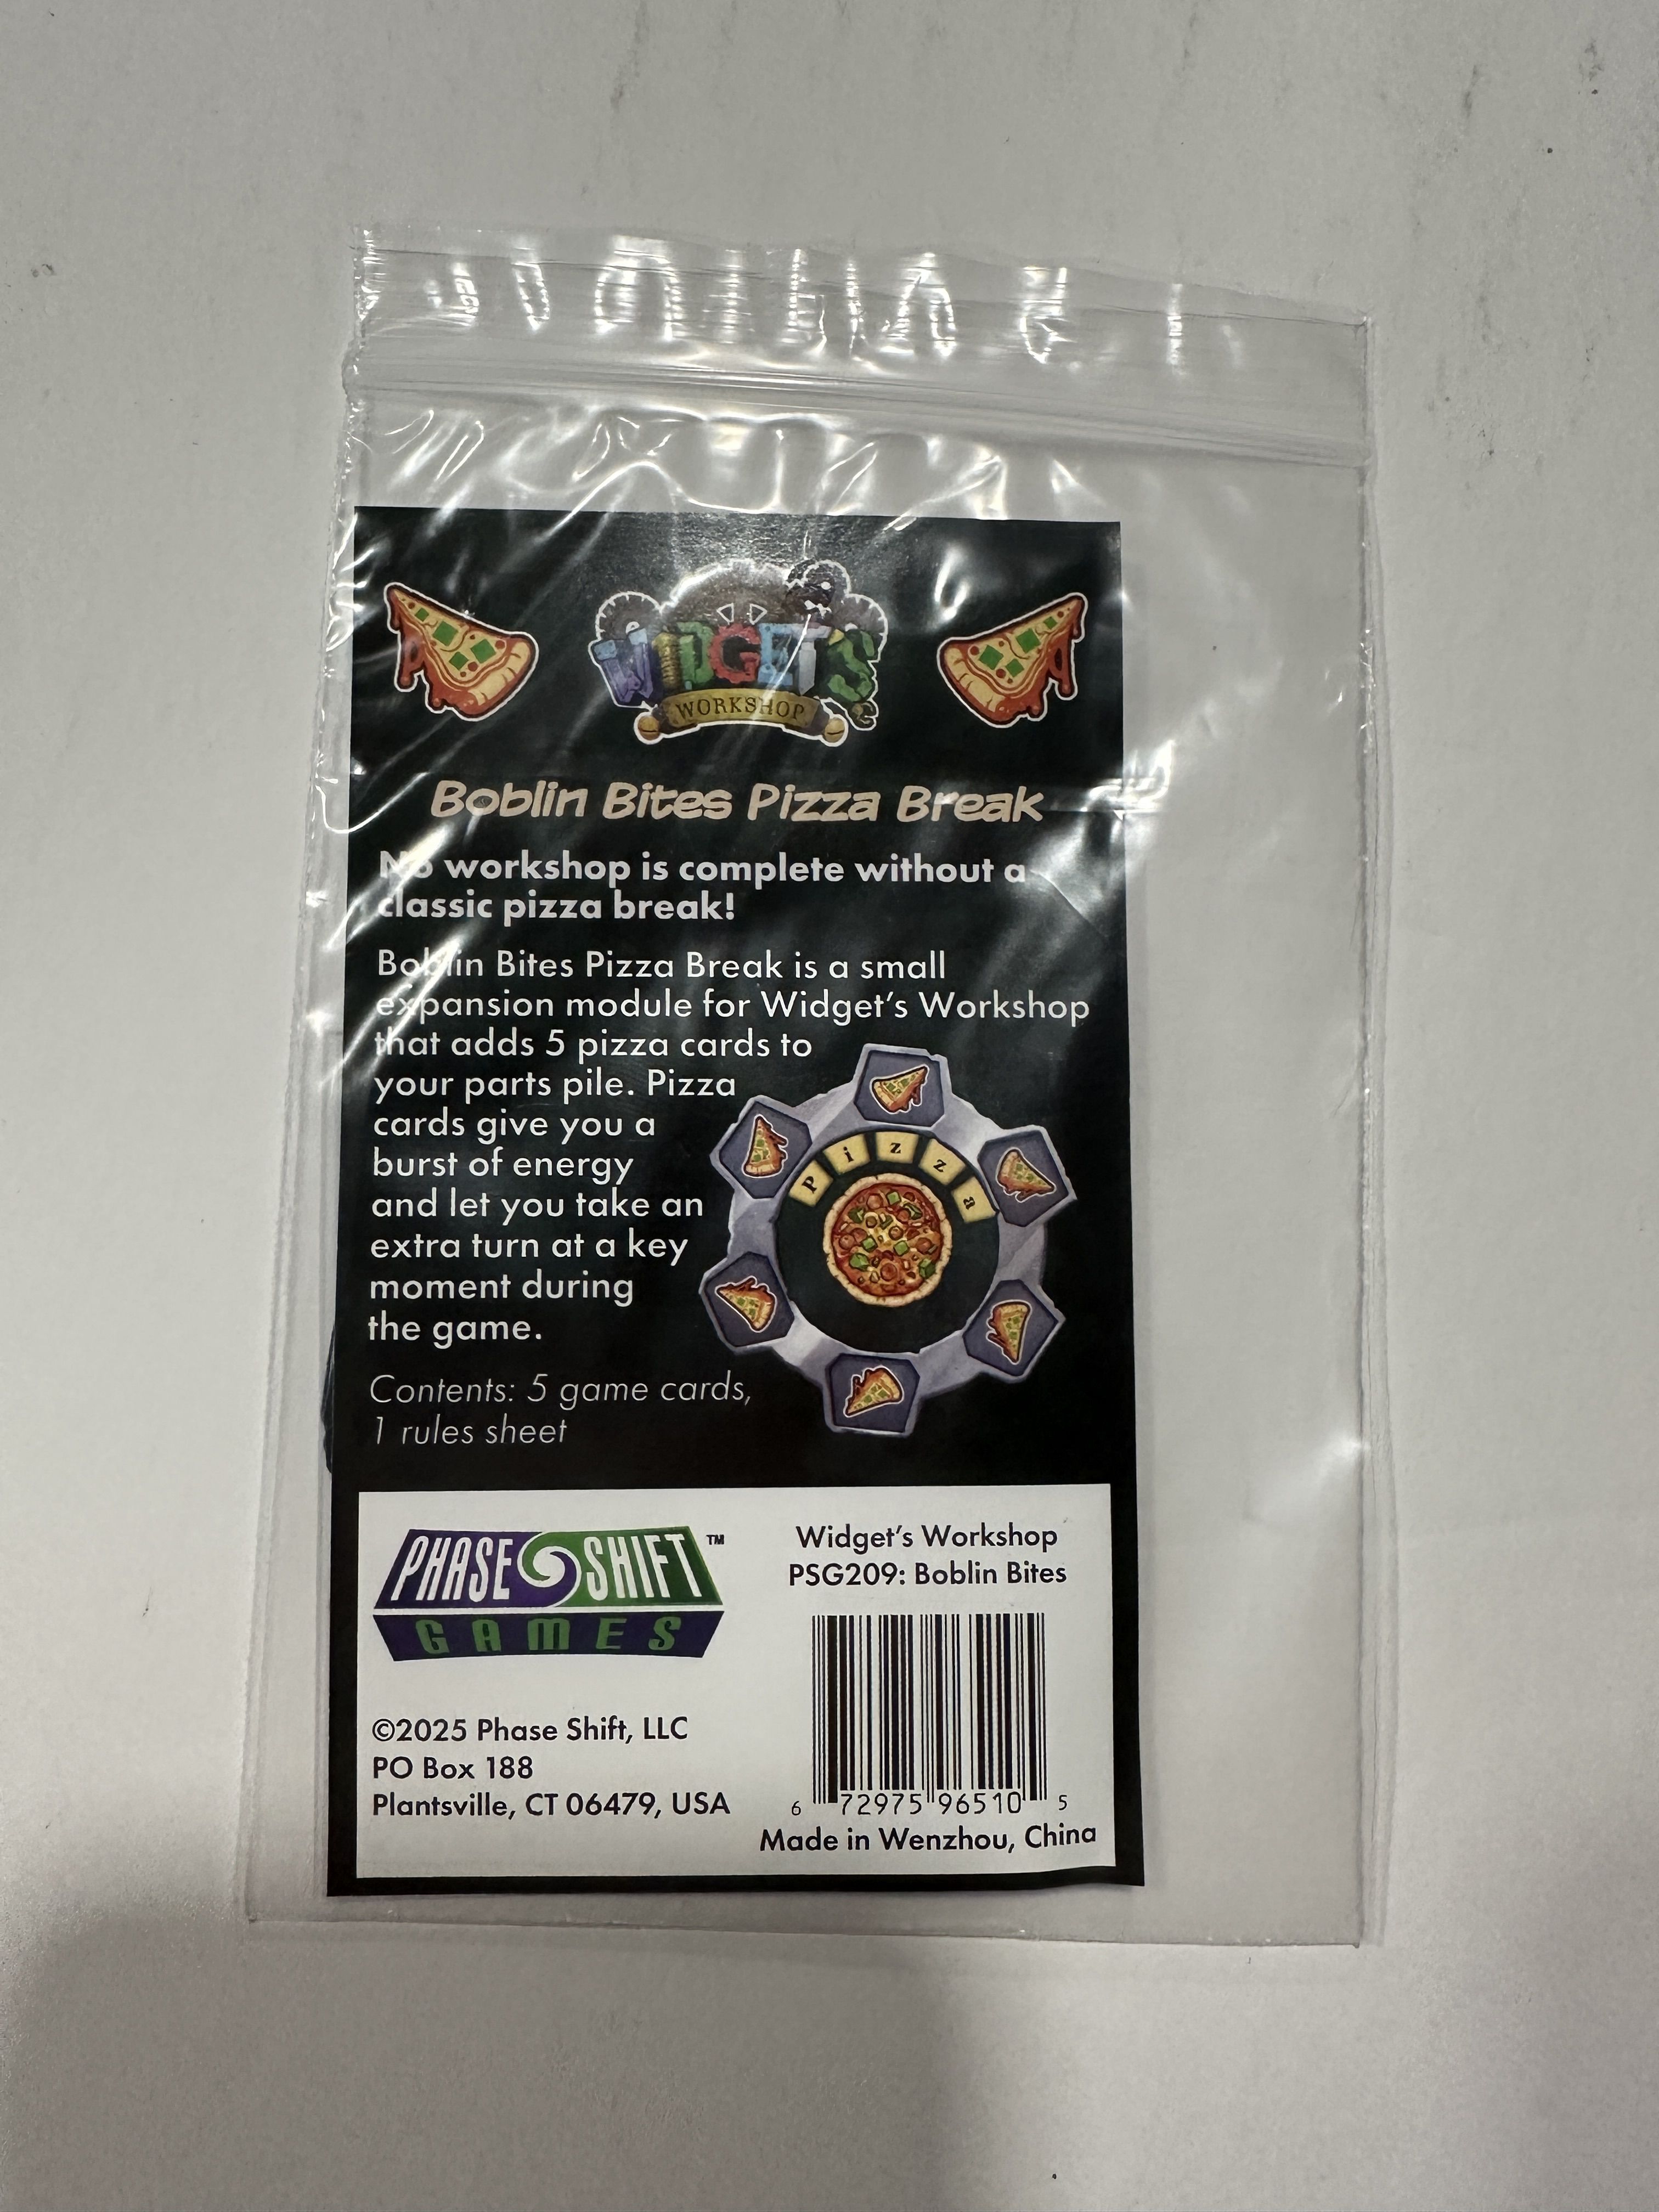 WIDGET'S
WORKSHOP
Boblin Bites Pizza Break
No workshop is complete without a
classic pizza break!
Boblin Bites Pizza Break is a small
expansion module for Widget's Workshop
that adds 5 pizza cards to
your parts pile. Pizza
cards give you a
burst of energy
and let you take an
extra turn at a key
moment during
the game.
Pizza
Contents: 5 game cards,
1 rules sheet
PHASE SHIFT ™
GAMES
©2025 Phase Shift, LLC
PO Box 188
Plantsville, CT 06479, USA
Widget's Workshop
PSG209: Boblin Bites
6 72975 96510 5
Made in Wenzhou, China